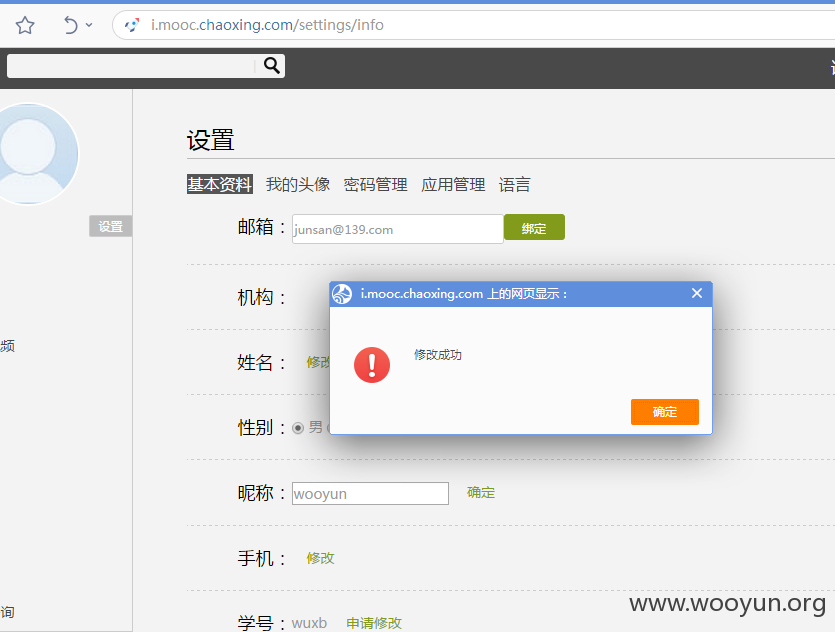 i.mooc.chaoxing.com/settings/info
设置
基本资料 我的头像 密码管理 应用管理 语言
设置
邮箱： junsan@139.com 绑定
i.mooc.chaoxing.com 上的网页显示：
机构：
频
修改成功
姓名： 修改
确定
性别： 男
昵称： wooyun 确定
手机： 修改
询
www.wooyun.org
学号： wuxb 申请修改